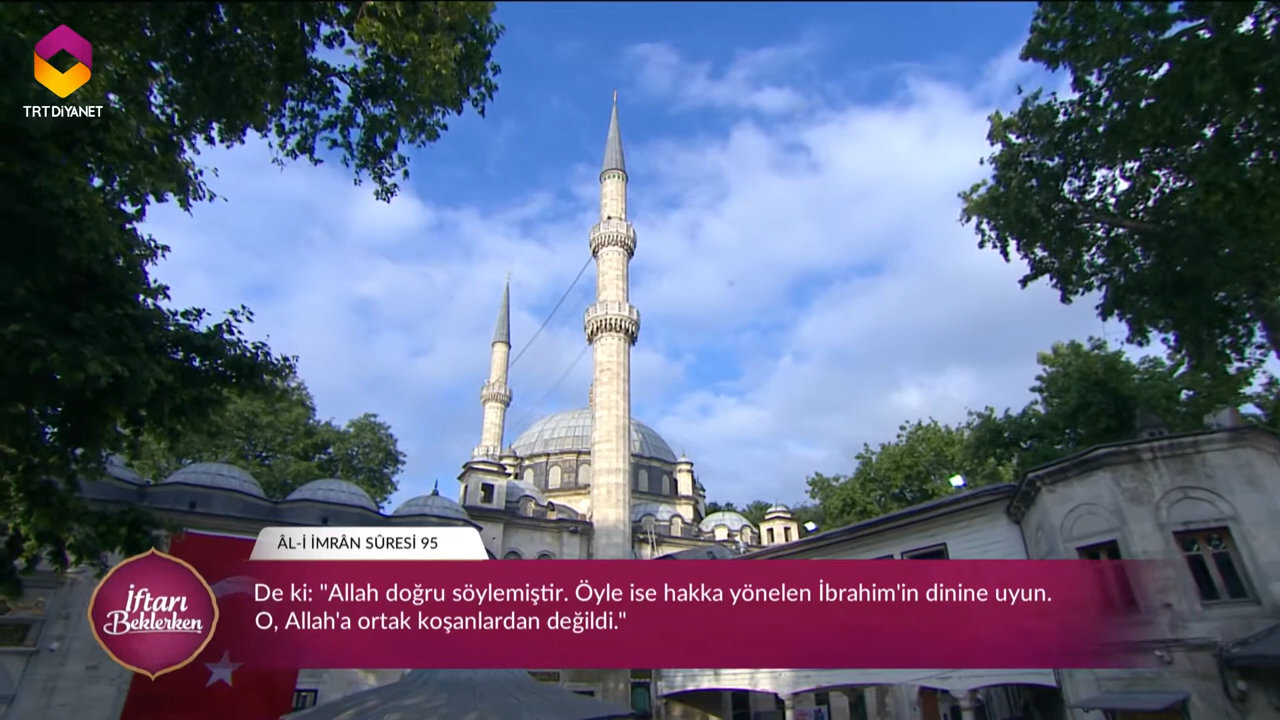 TRT DİYANET
ÂL-İ İMRÂN SÛRESİ 95
De ki: "Allah doğru söylemiştir. Öyle ise hakka yönelen İbrahim'in dinine uyun.
O, Allah'a ortak koşanlardan değildi."
İftarı
Beklerken